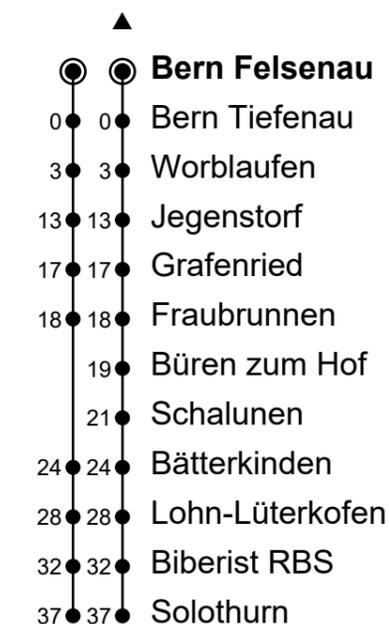 Bern Felsenau
0 0 Bern Tiefenau
3 3 Worblaufen
13 13 Jegenstorf
17 17 Grafenried
18 18 Fraubrunnen
19 Büren zum Hof
21 Schalunen
24 24 Bätterkinden
28 28 Lohn-Lüterkofen
32 32 Biberist RBS
37 37 Solothurn